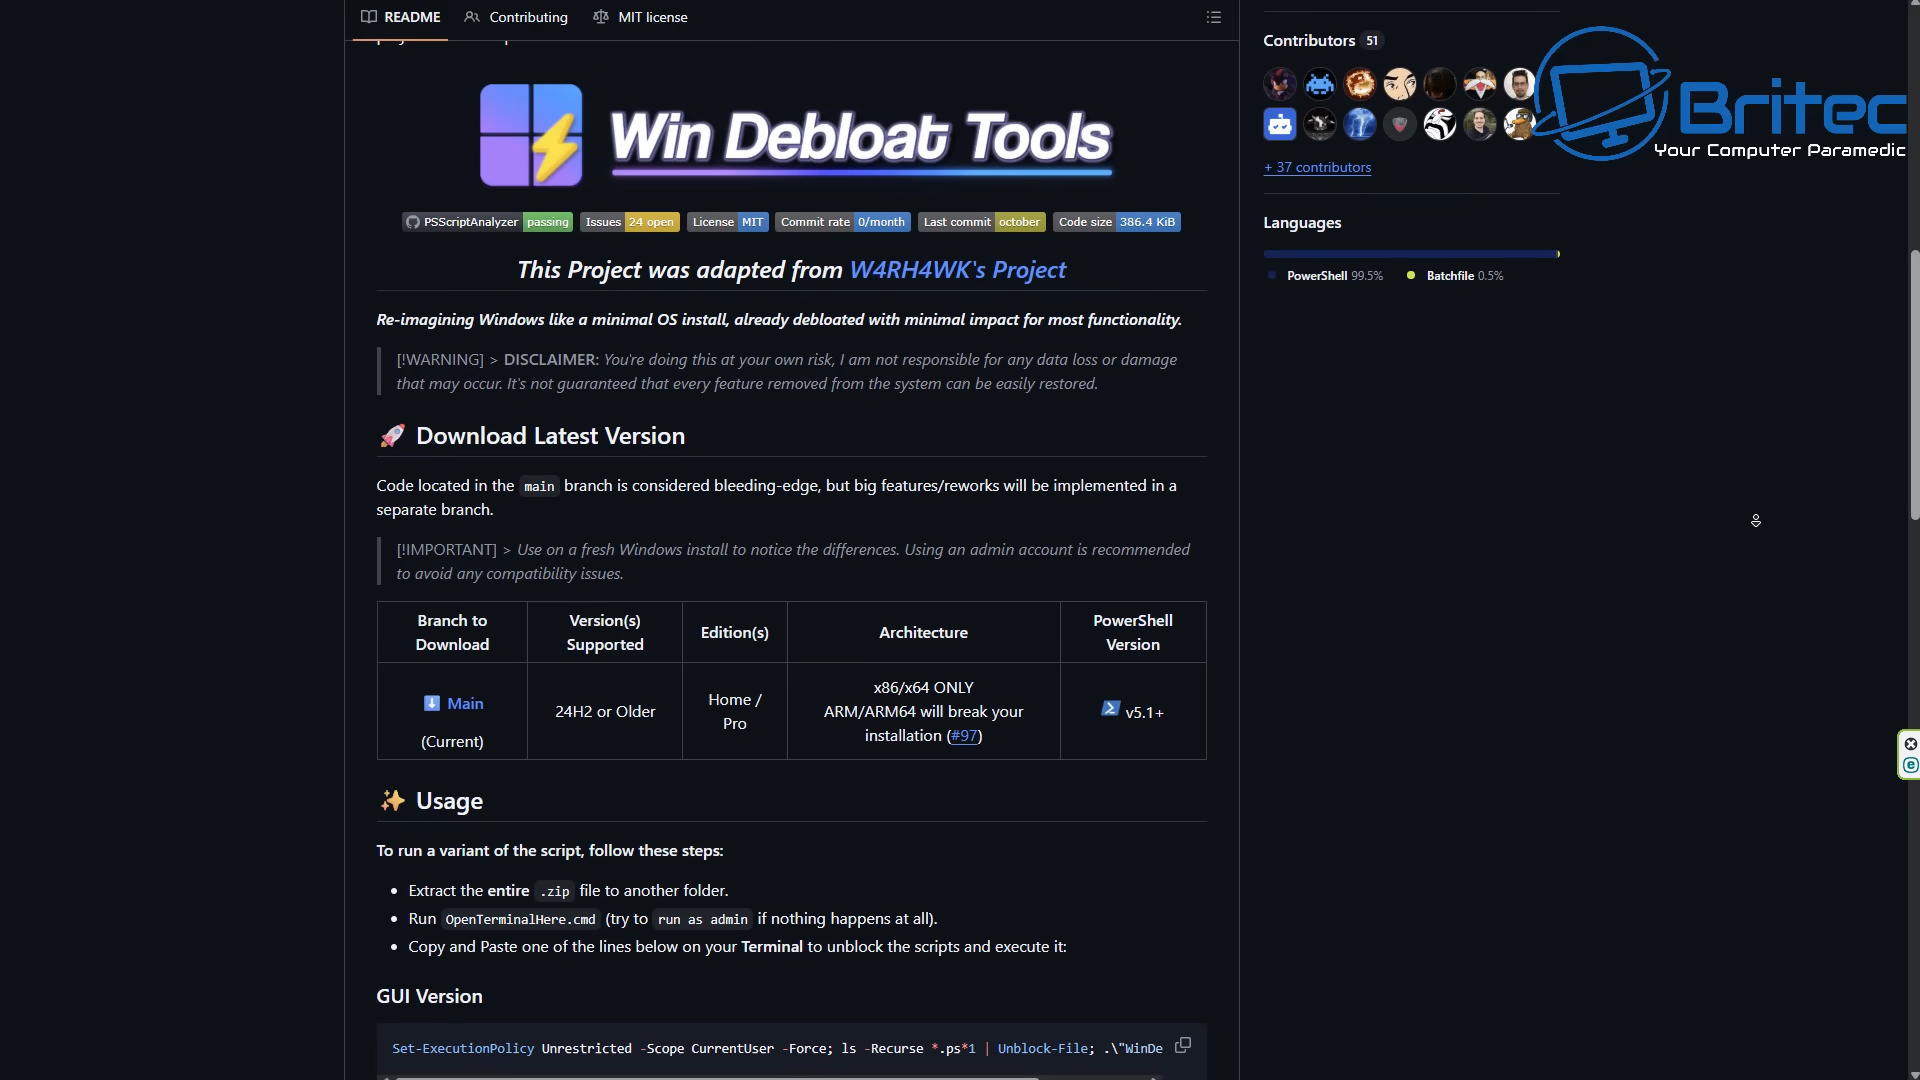 README
Contributing
MIT license
Contributors 51
Britec
Your Computer Paramedic
+ 37 contributors
Languages
PowerShell 99.5%
Batchfile 0.5%
Win Debloat Tools
PSScriptAnalyzer passing
Issues 24 open
License MIT
Commit rate 0/month
Last commit october
Code size 386.4 KiB
This Project was adapted from W4RH4WK's Project
Re-imagining Windows like a minimal OS install, already debloated with minimal impact for most functionality.
[!WARNING] > DISCLAIMER: You're doing this at your own risk, I am not responsible for any data loss or damage
that may occur. It's not guaranteed that every feature removed from the system can be easily restored.
Download Latest Version
Code located in the main branch is considered bleeding-edge, but big features/reworks will be implemented in a
separate branch.
[!IMPORTANT] > Use on a fresh Windows install to notice the differences. Using an admin account is recommended
to avoid any compatibility issues.
Branch to
Download
Version(s)
Supported
Edition(s)
Architecture
PowerShell
Version
Main
(Current)
24H2 or Older
Home /
Pro
x86/x64 ONLY
ARM/ARM64 will break your
installation (#97)
v5.1+
Usage
To run a variant of the script, follow these steps:
Extract the entire .zip file to another folder.
Run OpenTerminalHere.cmd (try to run as admin if nothing happens at all).
Copy and Paste one of the lines below on your Terminal to unblock the scripts and execute it:
GUI Version
Set-ExecutionPolicy Unrestricted -Scope CurrentUser -Force; ls -Recurse *.ps*1 | Unblock-File; .\"WinDe